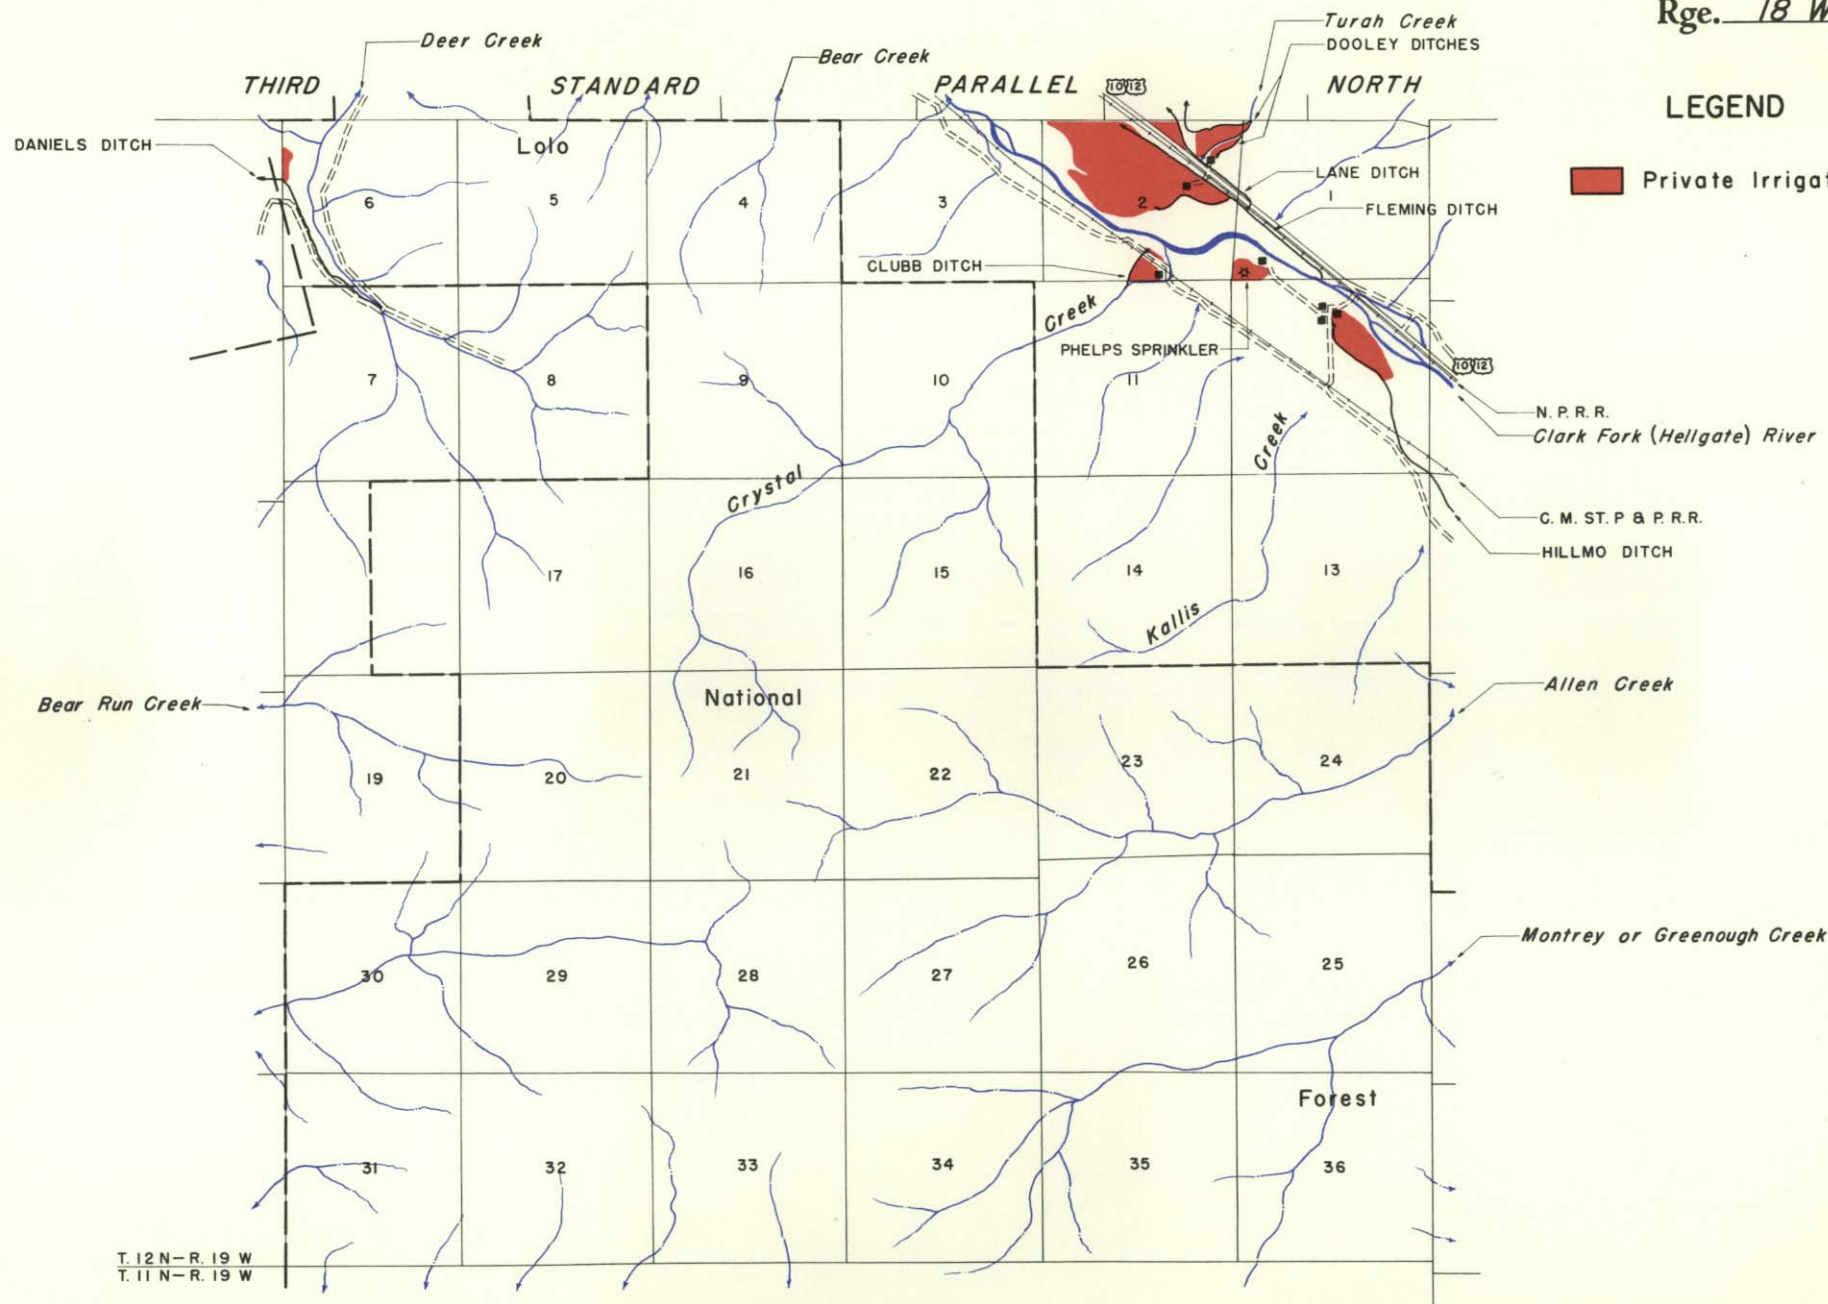 Rge. 18 W
Turah Creek
DOOLEY DITCHES
Deer Creek
Bear Creek
THIRD STANDARD PARALLEL NORTH
10 12
LEGEND
DANIELS DITCH
Lolo
LANE DITCH
Private Irrigat
6 5 4 3 2 1
FLEMING DITCH
CLUBB DITCH
Creek
PHELPS SPRINKLER
10 12
7 8 9 10 11
N. P. R. R.
Clark Fork (Hellgate) River
Creek
Crystal
C. M. ST. P & P. R. R.
HILLMO DITCH
17 16 15 14 13
Kallis
National
Allen Creek
Bear Run Creek
19 20 21 22 23 24
Montrey or Greenough Creek
30 29 28 27 26 25
Forest
31 32 33 34 35 36
T. 12 N–R. 19 W
T. 11 N–R. 19 W